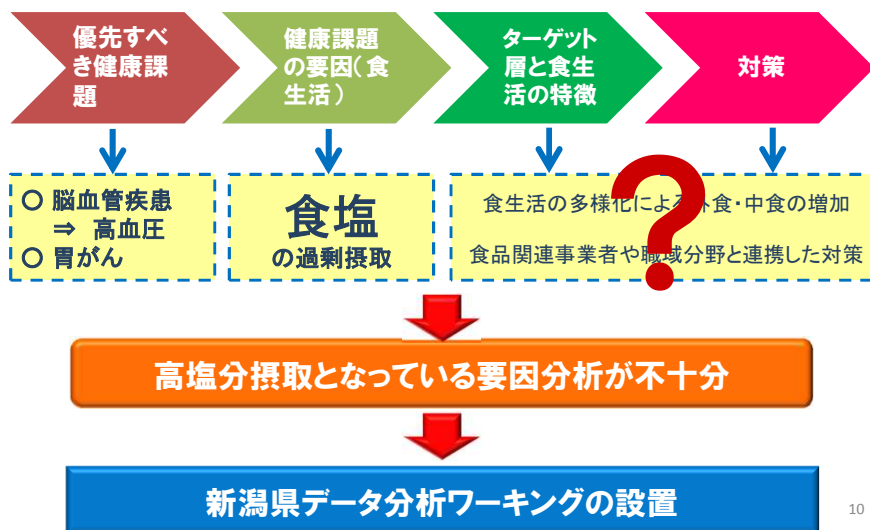 優先すべ
き健康課
題
健康課題
の要因(食
生活)
ターゲット
層と食生
活の特徴
対策
○ 脳血管疾患
⇒ 高血圧
○ 胃がん
食塩
の過剰摂取
食生活の多様化による外食・中食の増加
食品関連事業者や職域分野と連携した対策
?
高塩分摂取となっている要因分析が不十分
新潟県データ分析ワーキングの設置
10